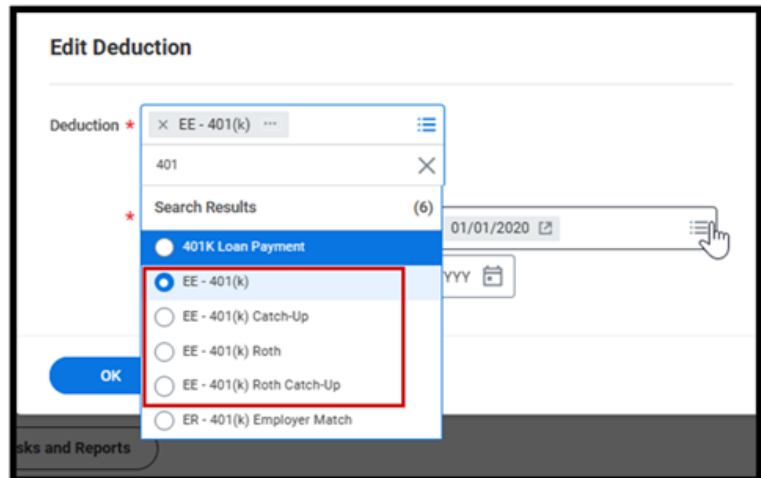 Edit Deduction
Deduction *
× EE - 401(k) ...
401
Search Results (6)
* 01/01/2020
401K Loan Payment
EE - 401(k)
YYY
EE - 401(k) Catch-Up
EE - 401(k) Roth
OK
EE - 401(k) Roth Catch-Up
ER - 401(k) Employer Match
sks and Reports